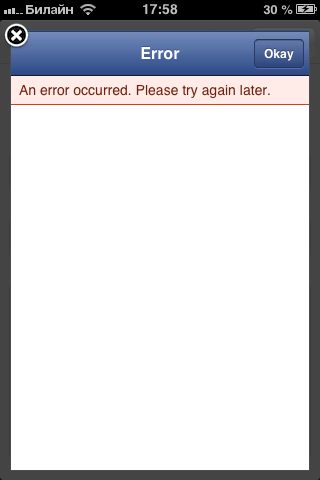 Билайн 17:58 30 %
Error Okay
An error occurred. Please try again later.